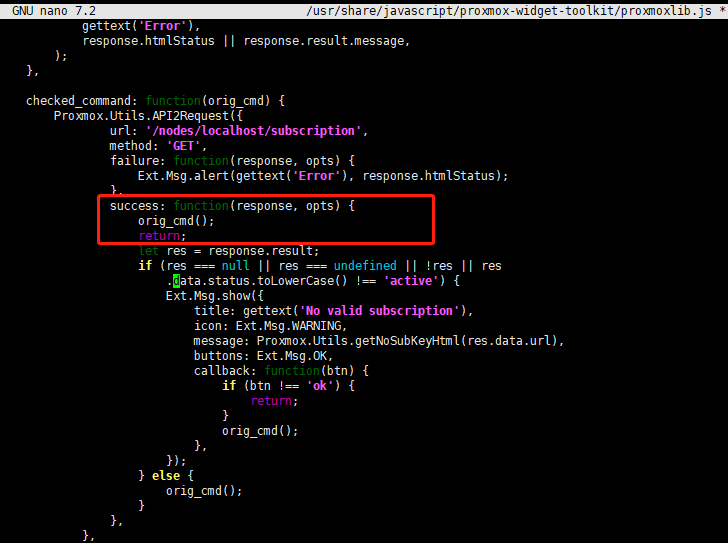 GNU nano 7.2 /usr/share/javascript/proxmox-widget-toolkit/proxmoxlib.js *
gettext('Error'),
response.htmlStatus || response.result.message,
);
},
checked_command: function(orig_cmd) {
Proxmox.Utils.API2Request({
url: '/nodes/localhost/subscription',
method: 'GET',
failure: function(response, opts) {
Ext.Msg.alert(gettext('Error'), response.htmlStatus);
},
success: function(response, opts) {
orig_cmd();
return;
let res = response.result;
if (res === null || res === undefined || !res || res
.data.status.toLowerCase() !== 'active') {
Ext.Msg.show({
title: gettext('No valid subscription'),
icon: Ext.Msg.WARNING,
message: Proxmox.Utils.getNoSubKeyHtml(res.data.url),
buttons: Ext.Msg.OK,
callback: function(btn) {
if (btn !== 'ok') {
return;
}
orig_cmd();
},
});
} else {
orig_cmd();
}
},
},